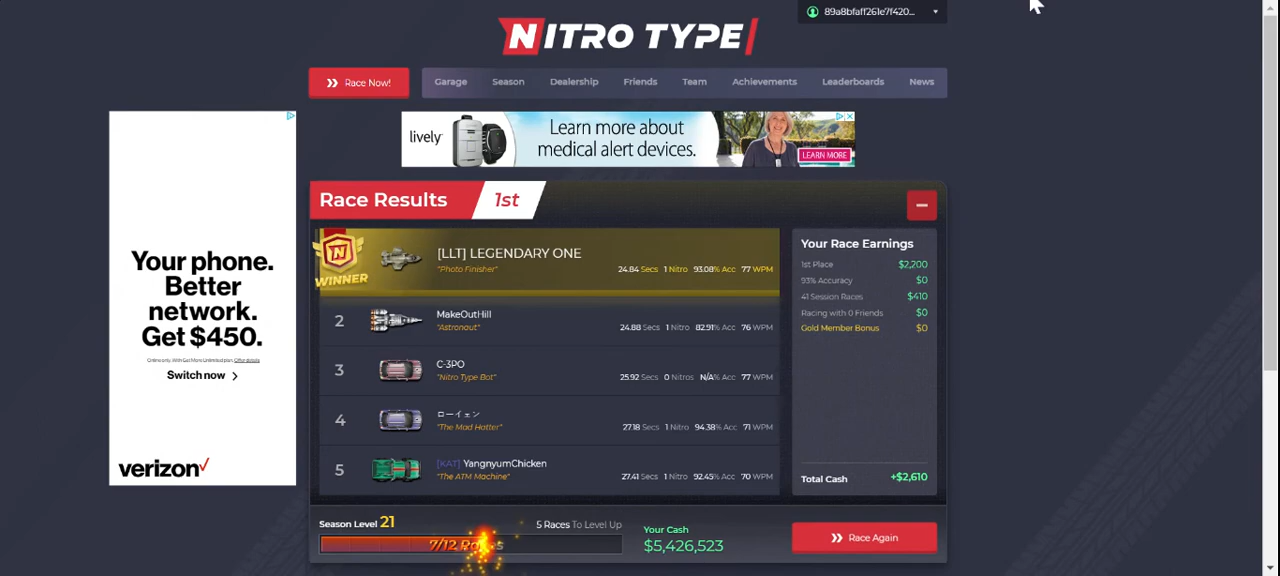 89a8bfaff261e7f420...
NITRO TYPE
Race Now!
Garage Season Dealership Friends Team Achievements Leaderboards News
lively
Learn more about
medical alert devices.
LEARN MORE
Your phone.
Better
network.
Get $450.
Switch now
verizon
Race Results 1st
N
WINNER
[LLT] LEGENDARY ONE
"Photo Finisher"
24.84 Secs 1 Nitro 93.08% Acc 77 WPM
2
MakeOutHill
"Astronaut"
24.88 Secs 1 Nitro 82.91% Acc 76 WPM
3
C-3PO
"Nitro Type Bot"
25.92 Secs 0 Nitros N/A% Acc 77 WPM
4
ローイェン
"The Mad Hatter"
27.18 Secs 1 Nitro 94.38% Acc 71 WPM
5
[KAT] YangnyumChicken
"The ATM Machine"
27.41 Secs 1 Nitro 92.45% Acc 70 WPM
Your Race Earnings
1st Place $2,200
93% Accuracy $0
41 Session Races $410
Racing with 0 Friends $0
Gold Member Bonus $0
Total Cash +$2,610
Season Level 21
5 Races To Level Up
7/12 Races
Your Cash
$5,426,523
Race Again